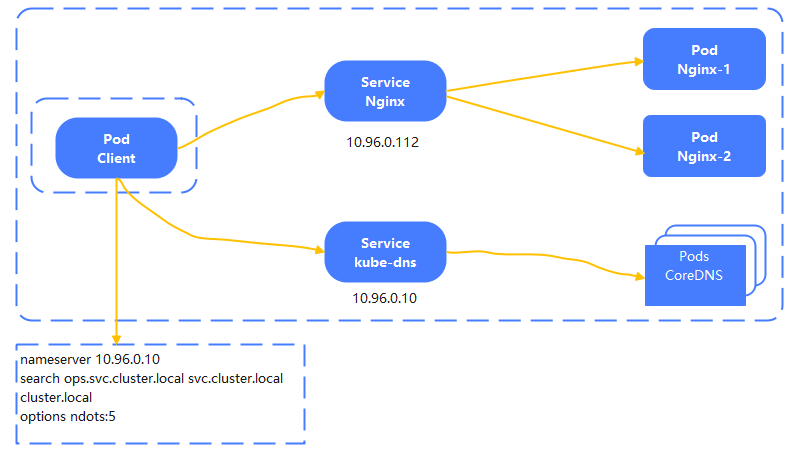 Pod
Nginx-1
Service
Nginx
10.96.0.112
Pod
Client
Pod
Nginx-2
Service
kube-dns
10.96.0.10
Pods
CoreDNS
nameserver 10.96.0.10
search ops.svc.cluster.local svc.cluster.local
cluster.local
options ndots:5